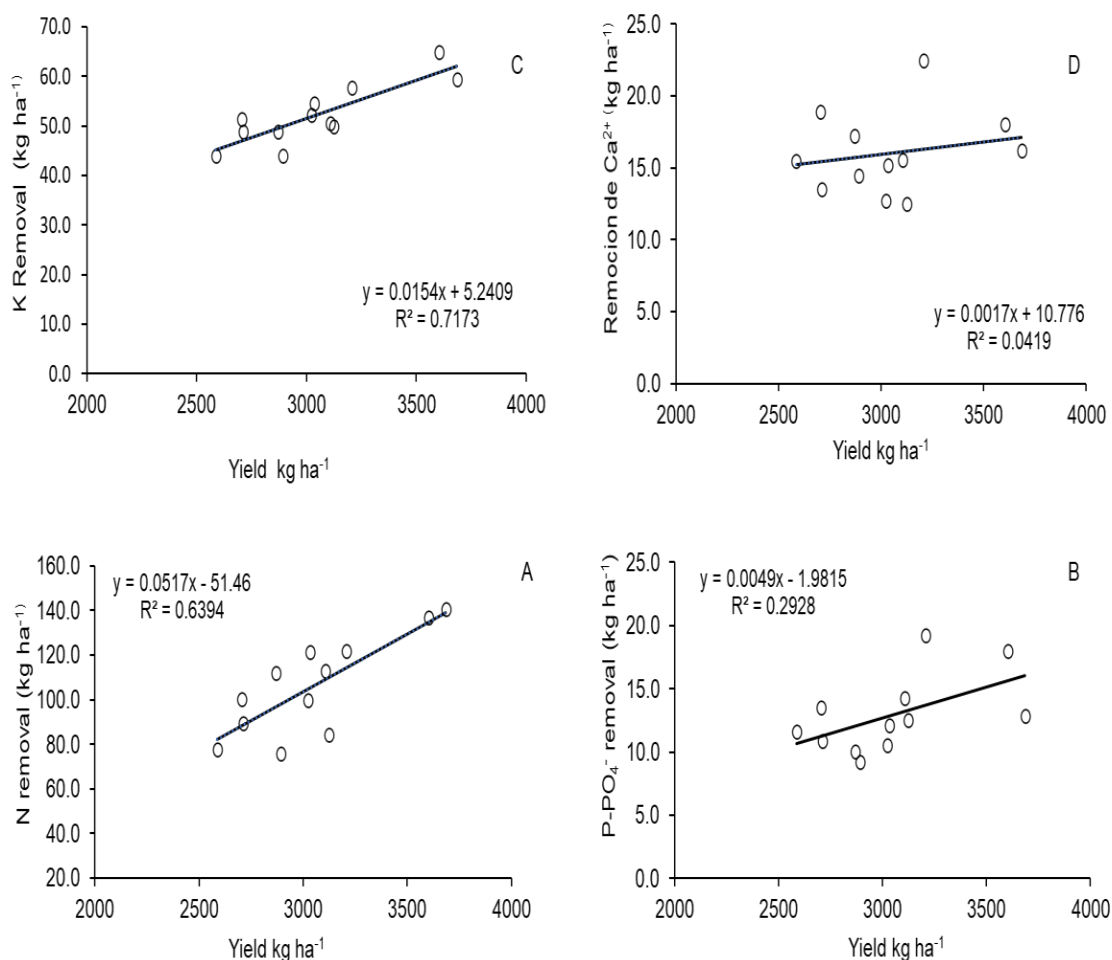 K Removal (kg ha⁻¹)
70.0
60.0
50.0
40.0
30.0
20.0
10.0
0.0
C
y = 0.0154x + 5.2409
R² = 0.7173
2000 2500 3000 3500 4000
Yield kg ha⁻¹
Remocion de Ca²⁺ ⁽kg ha⁻¹)
25.0
20.0
15.0
10.0
5.0
0.0
D
y = 0.0017x + 10.776
R² = 0.0419
2000 2500 3000 3500 4000
Yield kg ha⁻¹
N removal (kg ha⁻¹)
160.0
140.0
120.0
100.0
80.0
60.0
40.0
20.0
y = 0.0517x - 51.46
R² = 0.6394
A
2000 2500 3000 3500 4000
Yield kg ha⁻¹
P-PO₄⁻ removal (kg ha⁻¹)
25.0
20.0
15.0
10.0
5.0
0.0
y = 0.0049x - 1.9815
R² = 0.2928
B
2000 2500 3000 3500 4000
Yield kg ha⁻¹